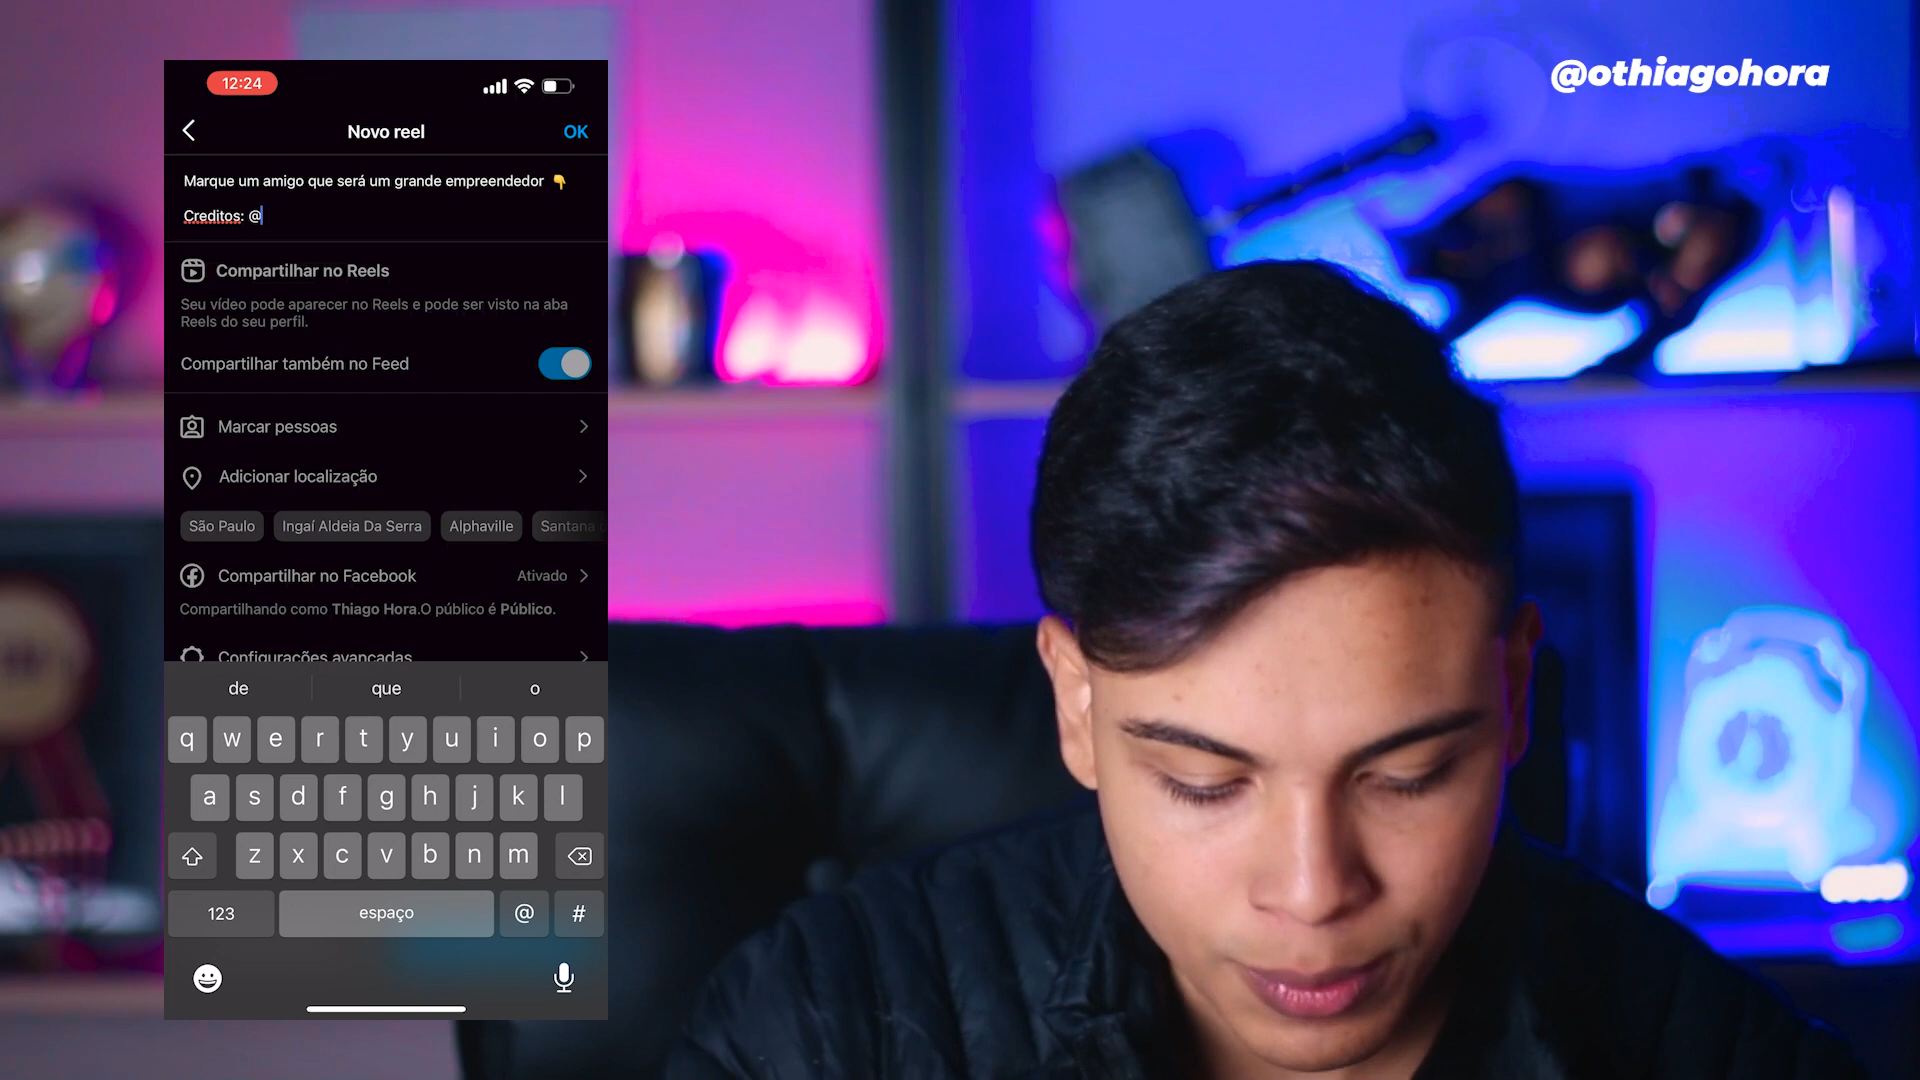 @othiagohora
12:24
Novo reel
OK
Marque um amigo que será um grande empreendedor 👇
Creditos: @
Compartilhar no Reels
Seu vídeo pode aparecer no Reels e pode ser visto na aba
Reels do seu perfil.
Compartilhar também no Feed
Marcar pessoas
Adicionar localização
São Paulo
Ingaí Aldeia Da Serra
Alphaville
Santana
Compartilhar no Facebook
Ativado
Compartilhando como Thiago Hora.O público é Público.
Configurações avançadas
de que o
q w e r t y u i o p
a s d f g h j k l
z x c v b n m
123 espaço @ #